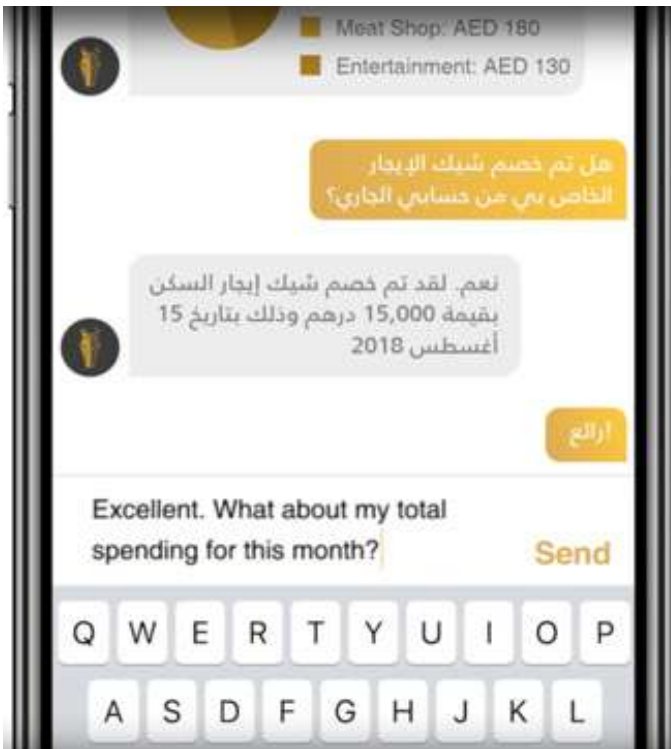 Meat Shop: AED 180
Entertainment: AED 130
هل تم خصم شيك الإيجار
الخاص بي من حسابي الجاري؟
نعم. لقد تم خصم شيك إيجار السكن
بقيمة 15,000 درهم وذلك بتاريخ 15
أغسطس 2018
رائع!
Excellent. What about my total
spending for this month?
Send
Q W E R T Y U I O P
A S D F G H J K L